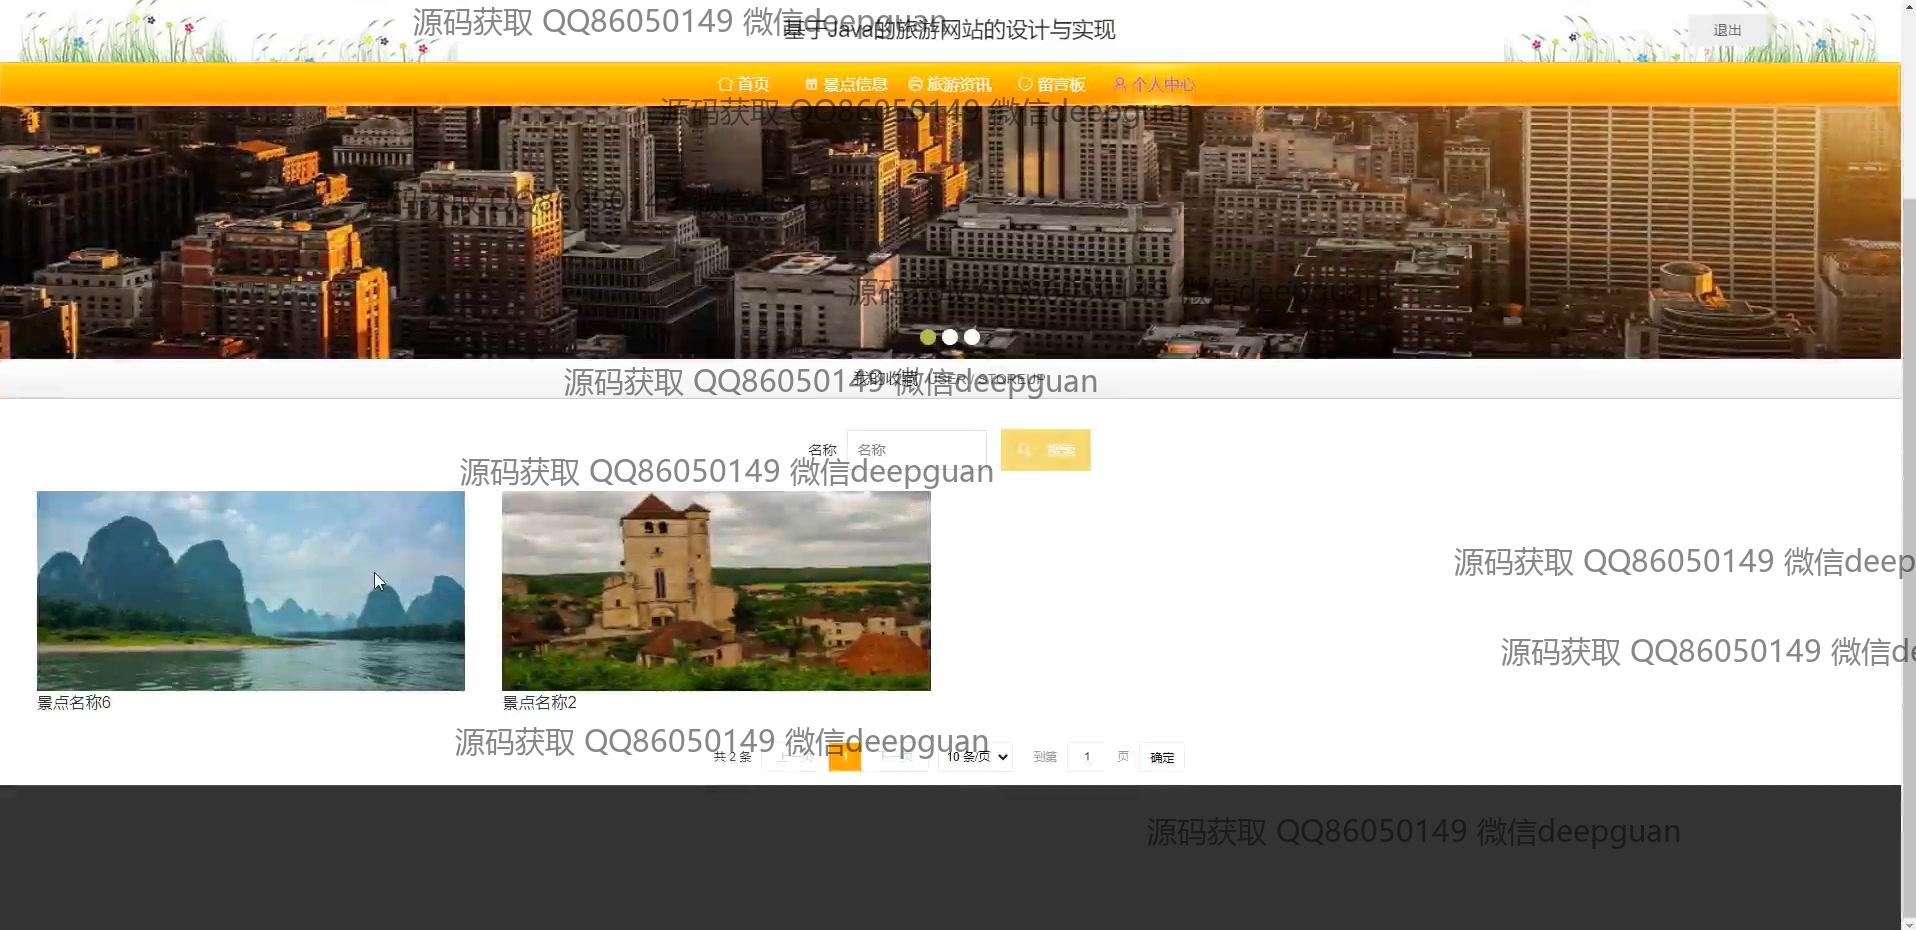 源码获取 QQ86050149 微信deepguan
基于Java的旅游网站的设计与实现
退出
首页 景点信息 旅游资讯 留言板 个人中心
源码获取 QQ86050149 微信deepguan
源码获取 QQ86050149 微信deepguan
源码获取 QQ86050149 微信deepguan
我的收藏 USER / STOREUP
源码获取 QQ86050149 微信deepguan
名称 名称 搜索
源码获取 QQ86050149 微信deepguan
源码获取 QQ86050149 微信deep
源码获取 QQ86050149 微信de
景点名称6 景点名称2
源码获取 QQ86050149 微信deepguan
共 2 条 上一页 1 下一页 10 条/页 到第 1 页 确定
源码获取 QQ86050149 微信deepguan